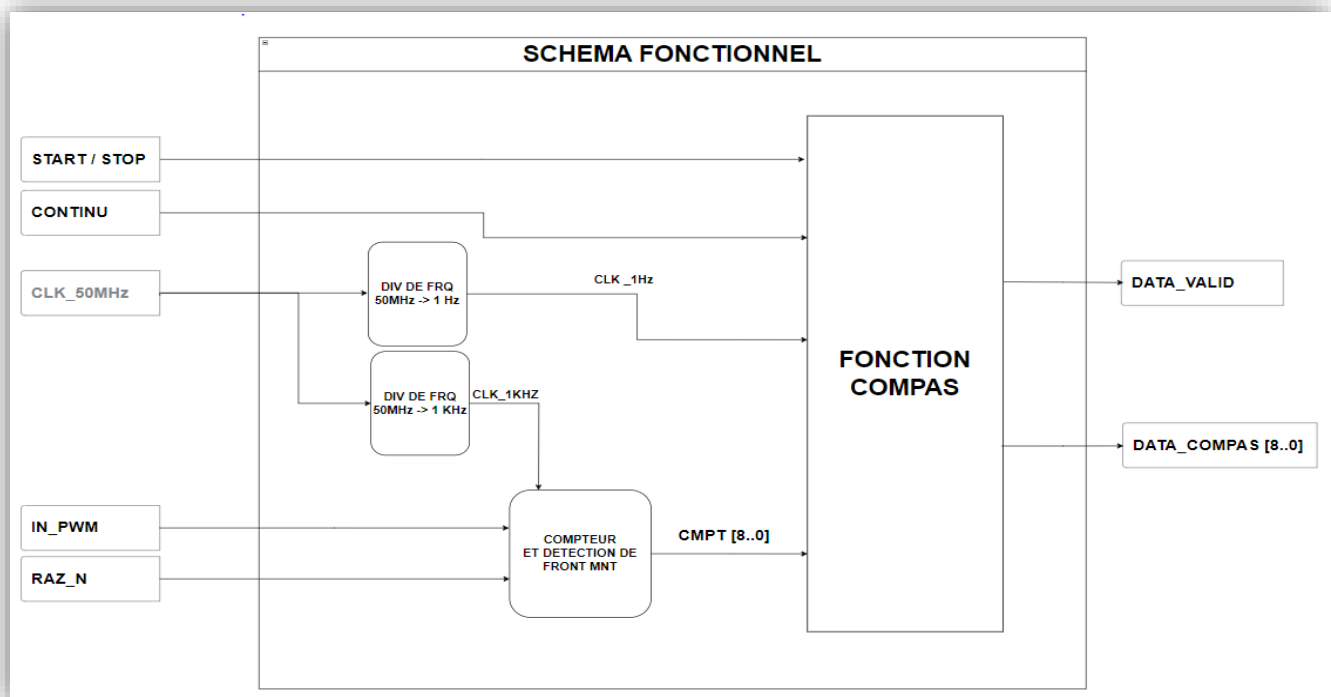 SCHEMA FONCTIONNEL
START / STOP
CONTINU
CLK_50MHz
DIV DE FRQ
50MHz -> 1 Hz
CLK _1Hz
DIV DE FRQ
50MHz -> 1 KHz
CLK_1KHZ
IN_PWM
RAZ_N
COMPTEUR
ET DETECTION DE
FRONT MNT
CMPT [8..0]
FONCTION
COMPAS
DATA_VALID
DATA_COMPAS [8..0]